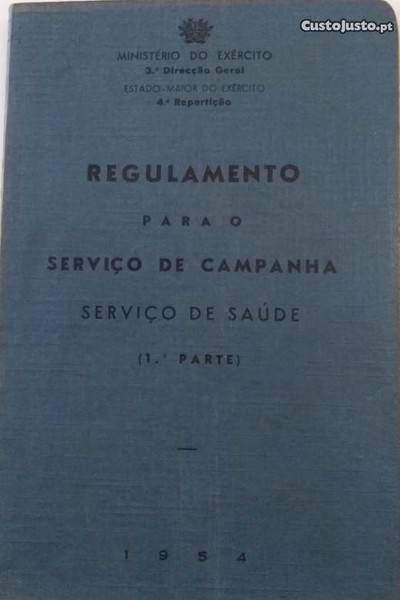 CustoJusto.pt
MINISTÉRIO DO EXÉRCITO
3.ª Direcção Geral
ESTADO-MAIOR DO EXÉRCITO
4.ª Repartição
REGULAMENTO
PARA O
SERVIÇO DE CAMPANHA
SERVIÇO DE SAÚDE
(1.ª PARTE)
1954